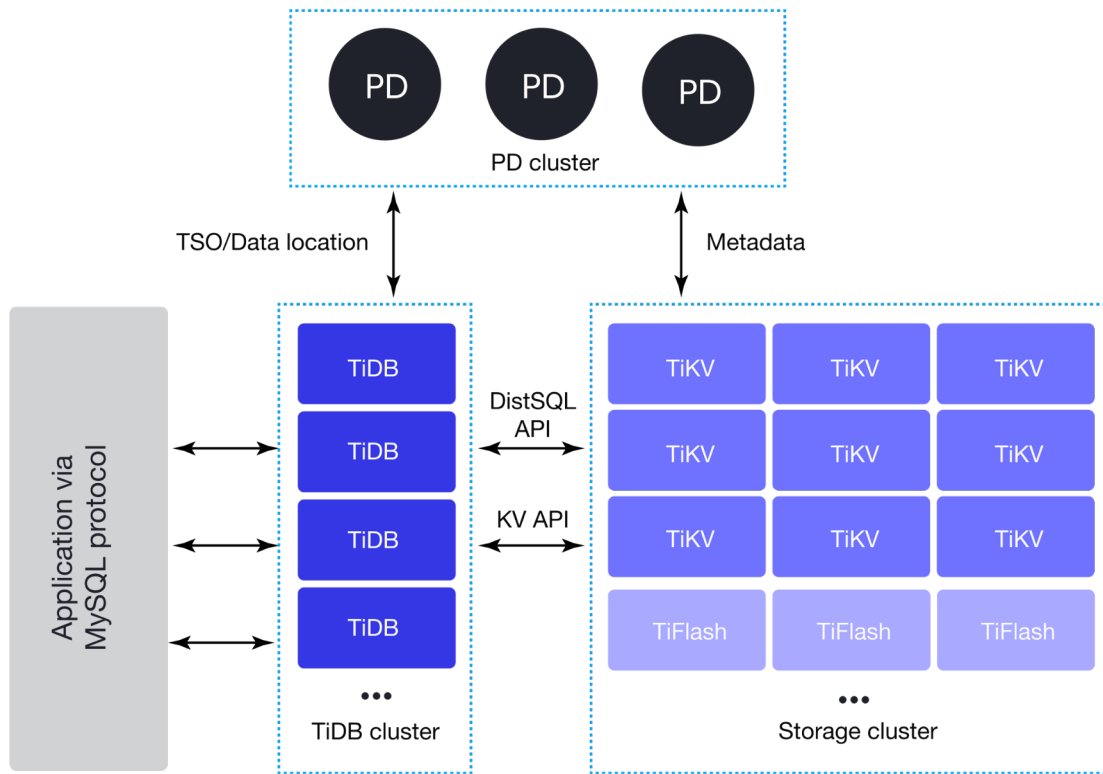 PD PD PD
PD cluster
TSO/Data location
Metadata
Application via
MySQL protocol
TiDB
TiDB
TiDB
TiDB
•••
TiDB cluster
DistSQL
API
KV API
TiKV TiKV TiKV
TiKV TiKV TiKV
TiKV TiKV TiKV
TiFlash TiFlash TiFlash
•••
Storage cluster